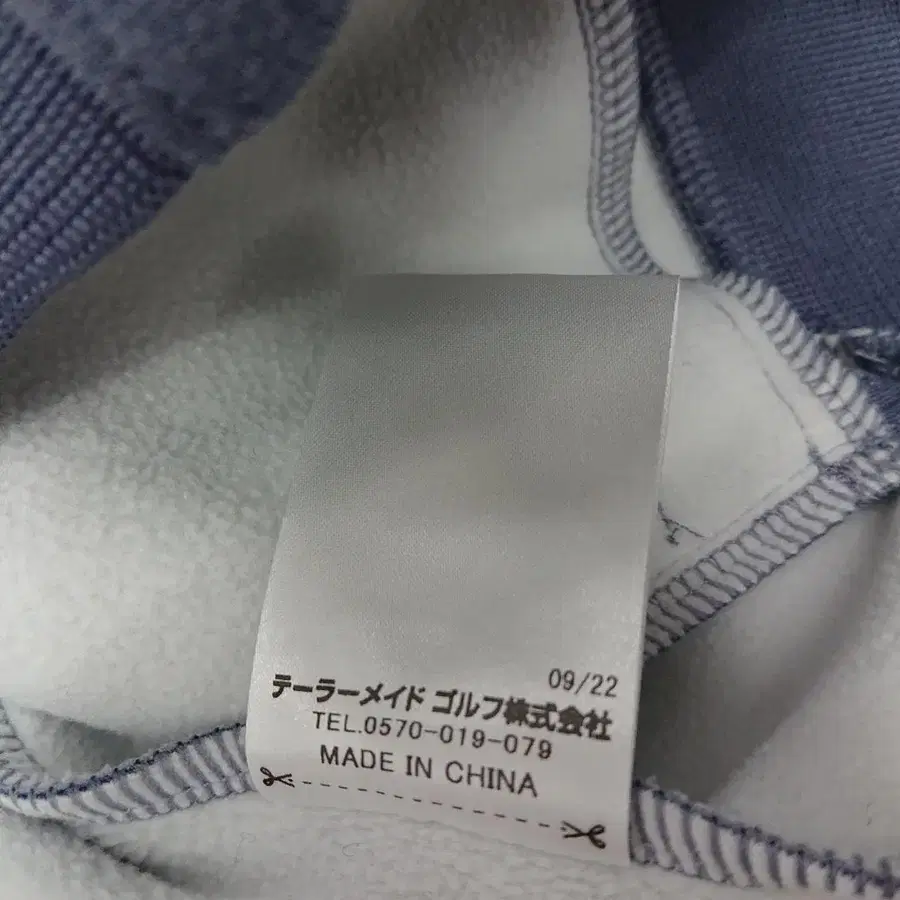 09/22
テーラーメイド ゴルフ株式会社
TEL.0570-019-079
MADE IN CHINA